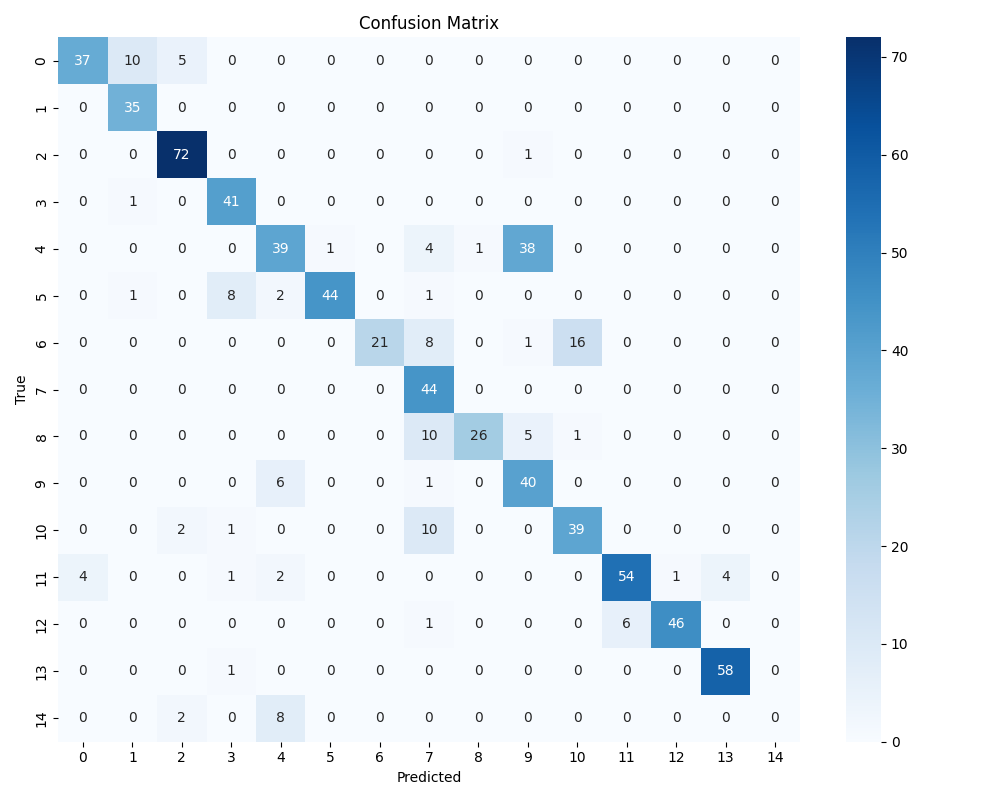 Confusion Matrix
0 37 10 5 0 0 0 0 0 0 0 0 0 0 0 0
1 0 35 0 0 0 0 0 0 0 0 0 0 0 0 0
2 0 0 72 0 0 0 0 0 0 1 0 0 0 0 0
3 0 1 0 41 0 0 0 0 0 0 0 0 0 0 0
4 0 0 0 0 39 1 0 4 1 38 0 0 0 0 0
5 0 1 0 8 2 44 0 1 0 0 0 0 0 0 0
6 0 0 0 0 0 0 21 8 0 1 16 0 0 0 0
7 0 0 0 0 0 0 0 44 0 0 0 0 0 0 0
8 0 0 0 0 0 0 0 10 26 5 1 0 0 0 0
9 0 0 0 0 6 0 0 1 0 40 0 0 0 0 0
10 0 0 2 1 0 0 0 10 0 0 39 0 0 0 0
11 4 0 0 1 2 0 0 0 0 0 0 54 1 4 0
12 0 0 0 0 0 0 0 1 0 0 0 6 46 0 0
13 0 0 0 1 0 0 0 0 0 0 0 0 0 58 0
14 0 0 2 0 8 0 0 0 0 0 0 0 0 0 0
0 1 2 3 4 5 6 7 8 9 10 11 12 13 14
True
Predicted
70
60
50
40
30
20
10
0